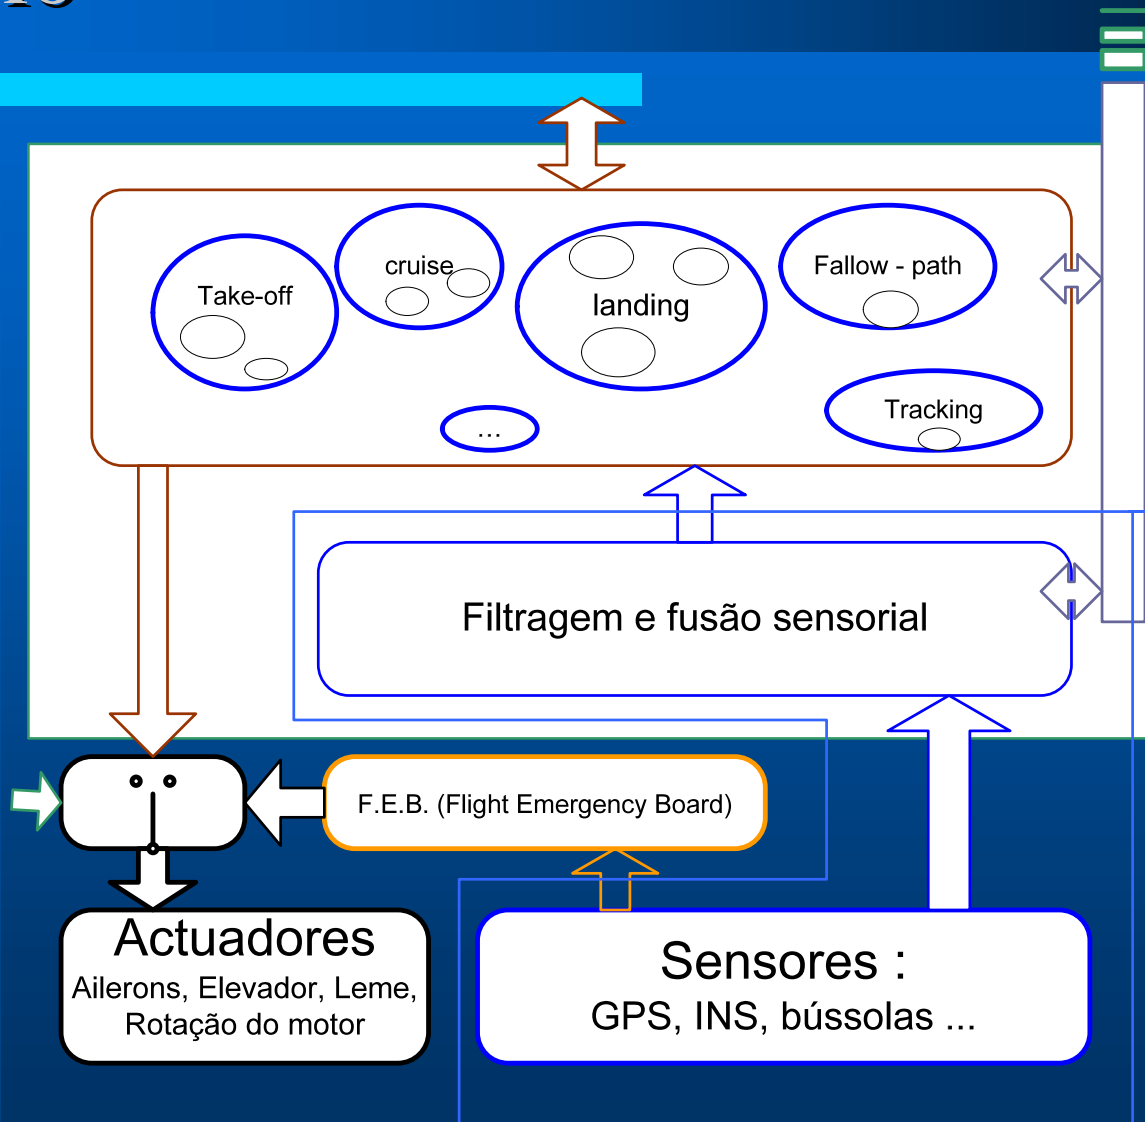 cruise
Fallow - path
Take-off
landing
Tracking
...
Filtragem e fusão sensorial
F.E.B. (Flight Emergency Board)
Actuadores
Ailerons, Elevador, Leme,
Rotação do motor
Sensores :
GPS, INS, bússolas ...